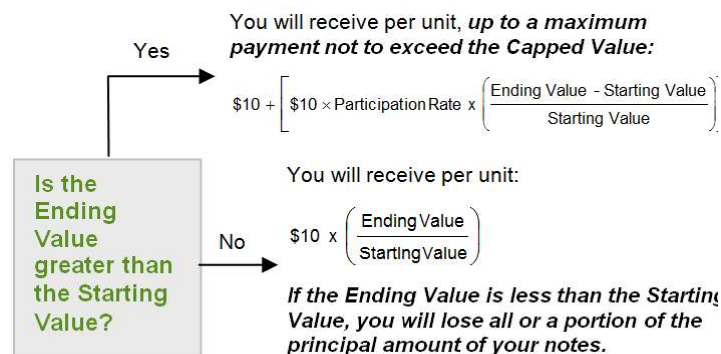 You will receive per unit, up to a maximum
payment not to exceed the Capped Value:
Yes
$10 + [ $10 × Participation Rate x ( Ending Value - Starting Value / Starting Value ) ]
You will receive per unit:
Is the
Ending
Value
greater than
the Starting
Value?
No
$10 x ( Ending Value / Starting Value )
If the Ending Value is less than the Starting
Value, you will lose all or a portion of the
principal amount of your notes.